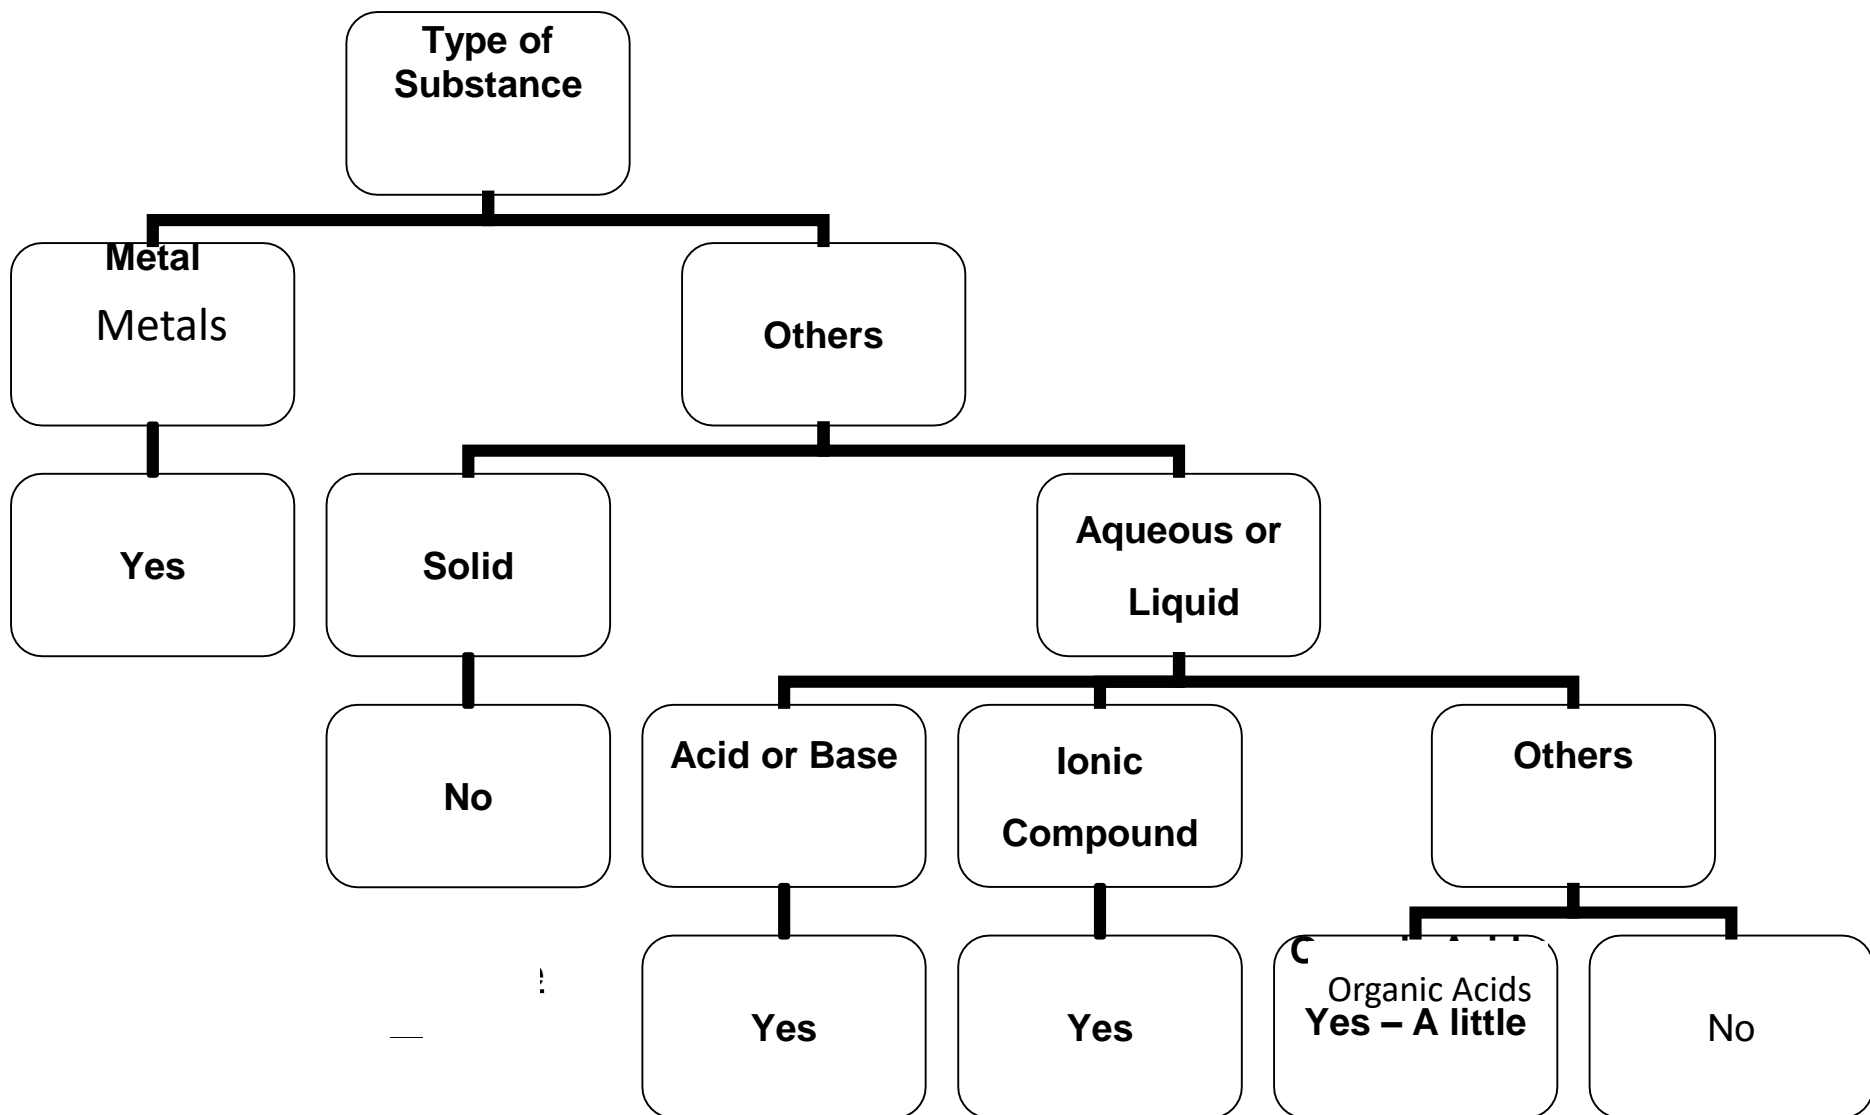 Type of
Substance
Metal
Metals
Others
Yes
Solid
Aqueous or
Liquid
No
Acid or Base
Ionic
Compound
Others
Yes
Yes
Organic Acids
Yes – A little
No